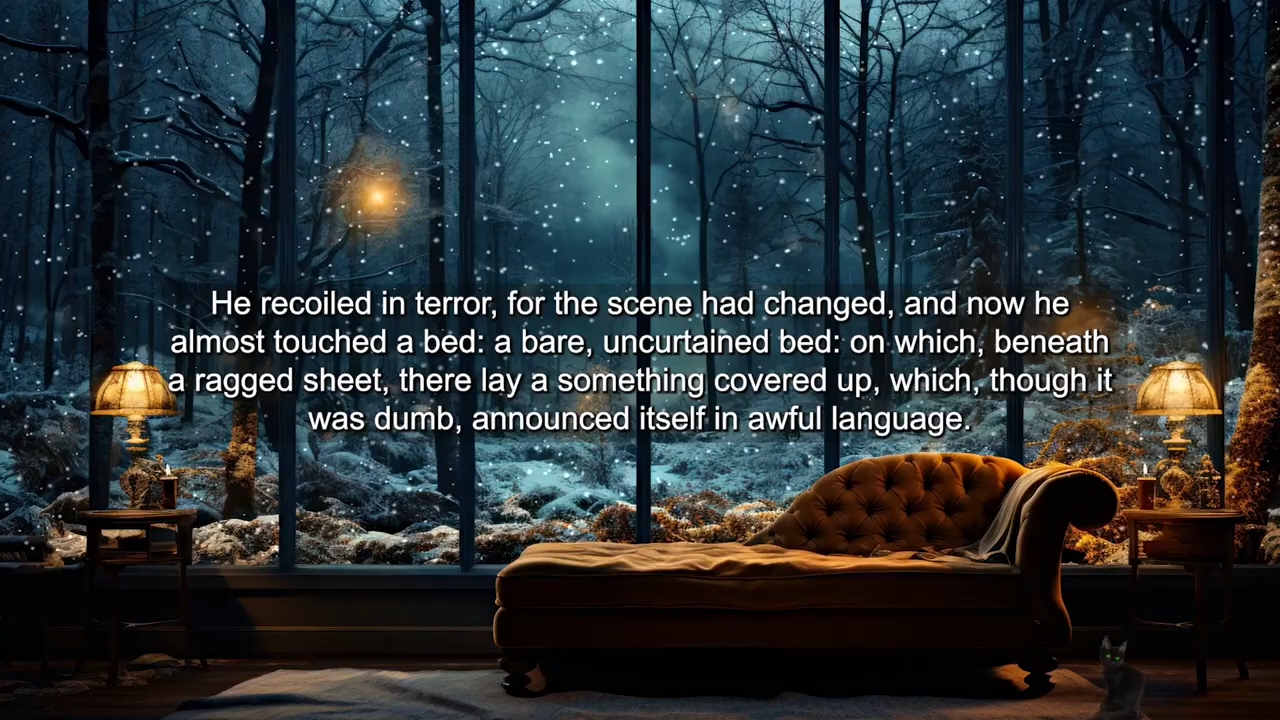 He recoiled in terror, for the scene had changed, and now he
almost touched a bed: a bare, uncurtained bed: on which, beneath
a ragged sheet, there lay a something covered up, which, though it
was dumb, announced itself in awful language.